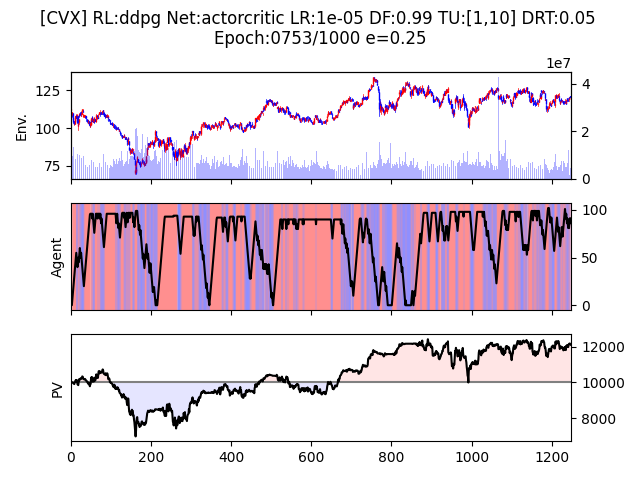 [CVX] RL:ddpg Net:actorcritic LR:1e-05 DF:0.99 TU:[1,10] DRT:0.05
Epoch:0753/1000 e=0.25
1e7
125
100
75
Env.
4
2
0
Agent
100
50
0
PV
12000
10000
8000
0 200 400 600 800 1000 1200